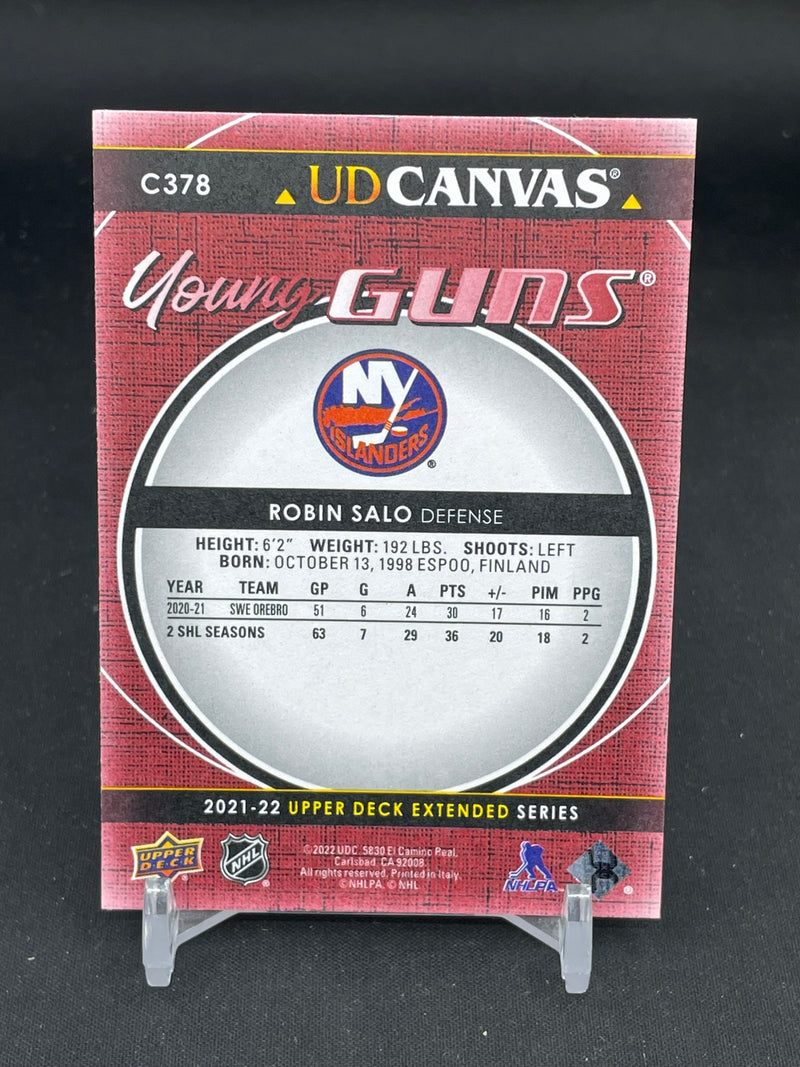 C378 UD CANVAS®
Young GUNS®
NY
ISLANDERS®
ROBIN SALO DEFENSE
HEIGHT: 6'2" WEIGHT: 192 LBS. SHOOTS: LEFT
BORN: OCTOBER 13, 1998 ESPOO, FINLAND
YEAR TEAM GP G A PTS +/- PIM PPG
2020-21 SWE OREBRO 51 6 24 30 17 16 2
2 SHL SEASONS 63 7 29 36 20 18 2
2021-22 UPPER DECK EXTENDED SERIES
UPPER DECK®
NHL®
©2022 UDC. 5830 El Camino Real,
Carlsbad, CA 92008.
All rights reserved. Printed in Italy.
©NHLPA. ©NHL
NHLPA®